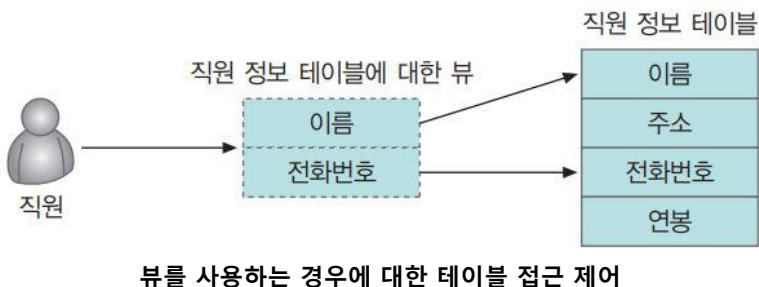 직원 정보 테이블
직원 정보 테이블에 대한 뷰
이름
전화번호
직원
이름
주소
전화번호
연봉
뷰를 사용하는 경우에 대한 테이블 접근 제어